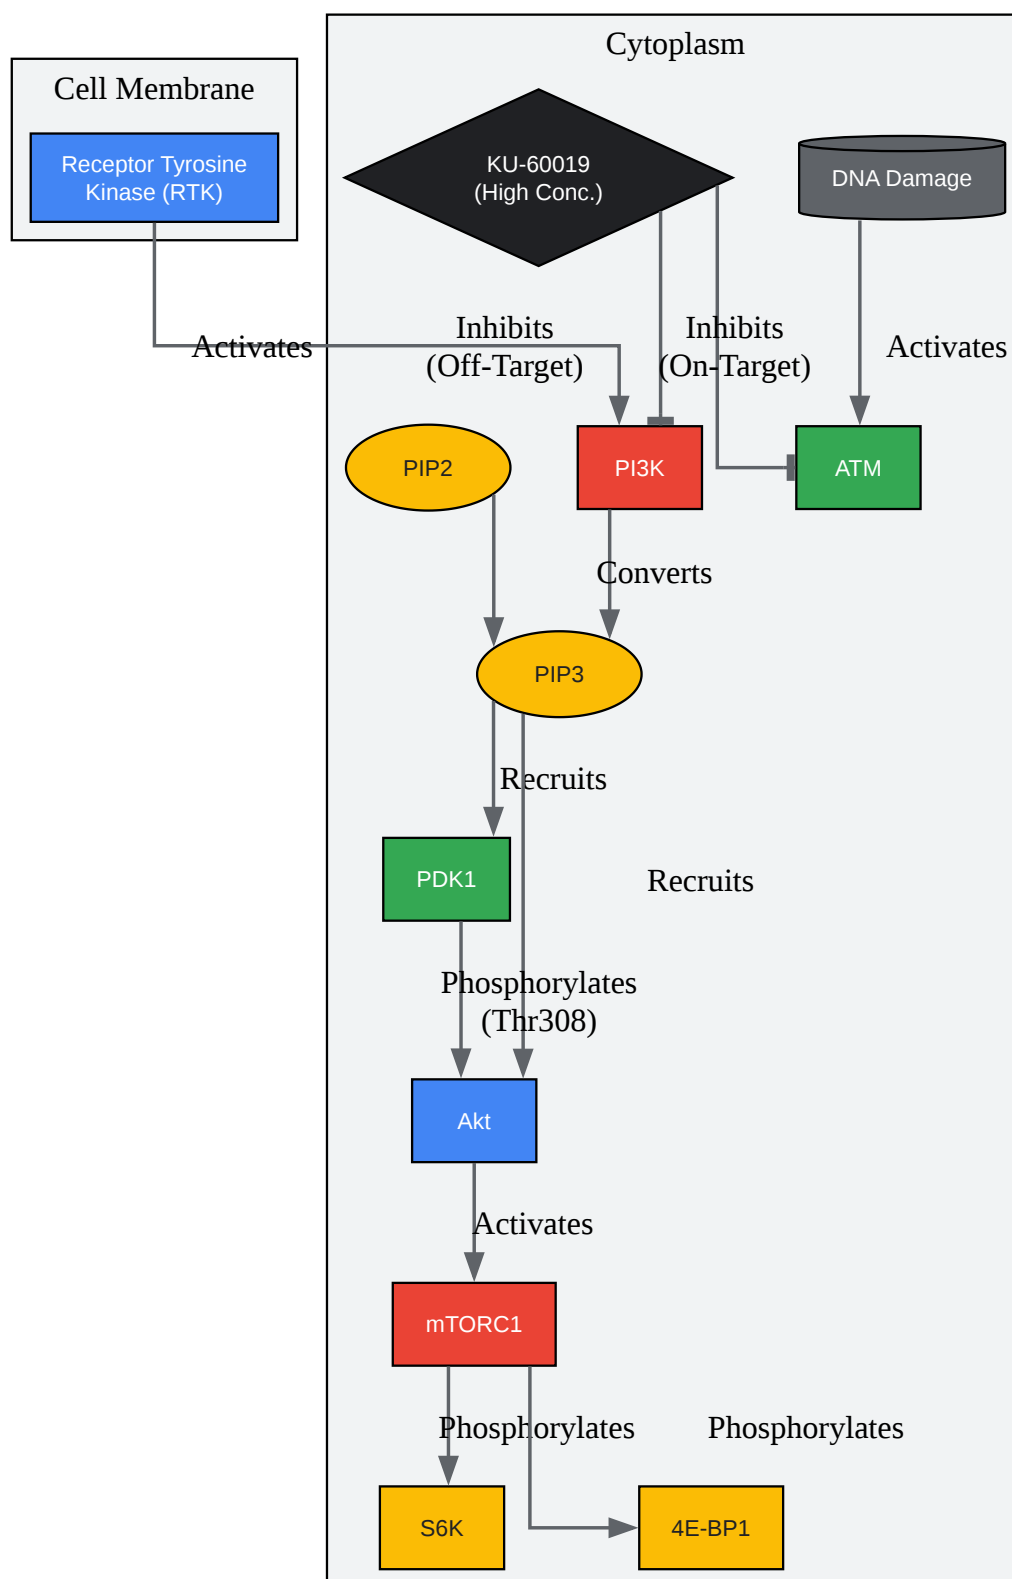 Cytoplasm
Cell Membrane
Receptor Tyrosine
Kinase (RTK)
KU-60019
(High Conc.)
DNA Damage
Activates
Inhibits
(Off-Target)
Inhibits
(On-Target)
Activates
PIP2
PI3K
ATM
Converts
PIP3
Recruits
PDK1
Recruits
Phosphorylates
(Thr308)
Akt
Activates
mTORC1
Phosphorylates
Phosphorylates
S6K
4E-BP1